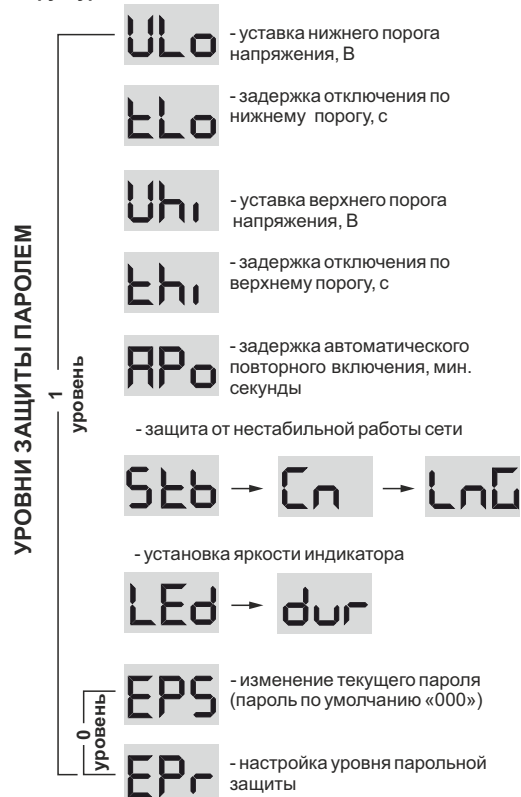 УРОВНИ ЗАЩИТЫ ПАРОЛЕМ
1
уровень
ULo
- уставка нижнего порога
напряжения, В
tLo
- задержка отключения по
нижнему порогу, с
Uhi
- уставка верхнего порога
напряжения, В
thi
- задержка отключения по
верхнему порогу, с
APo
- задержка автоматического
повторного включения, мин.
секунды
- защита от нестабильной работы сети
Stb → Cn → LnG
- установка яркости индикатора
LEd → dur
0
уровень
EPS
- изменение текущего пароля
(пароль по умолчанию «000»)
EPr
- настройка уровня парольной
защиты